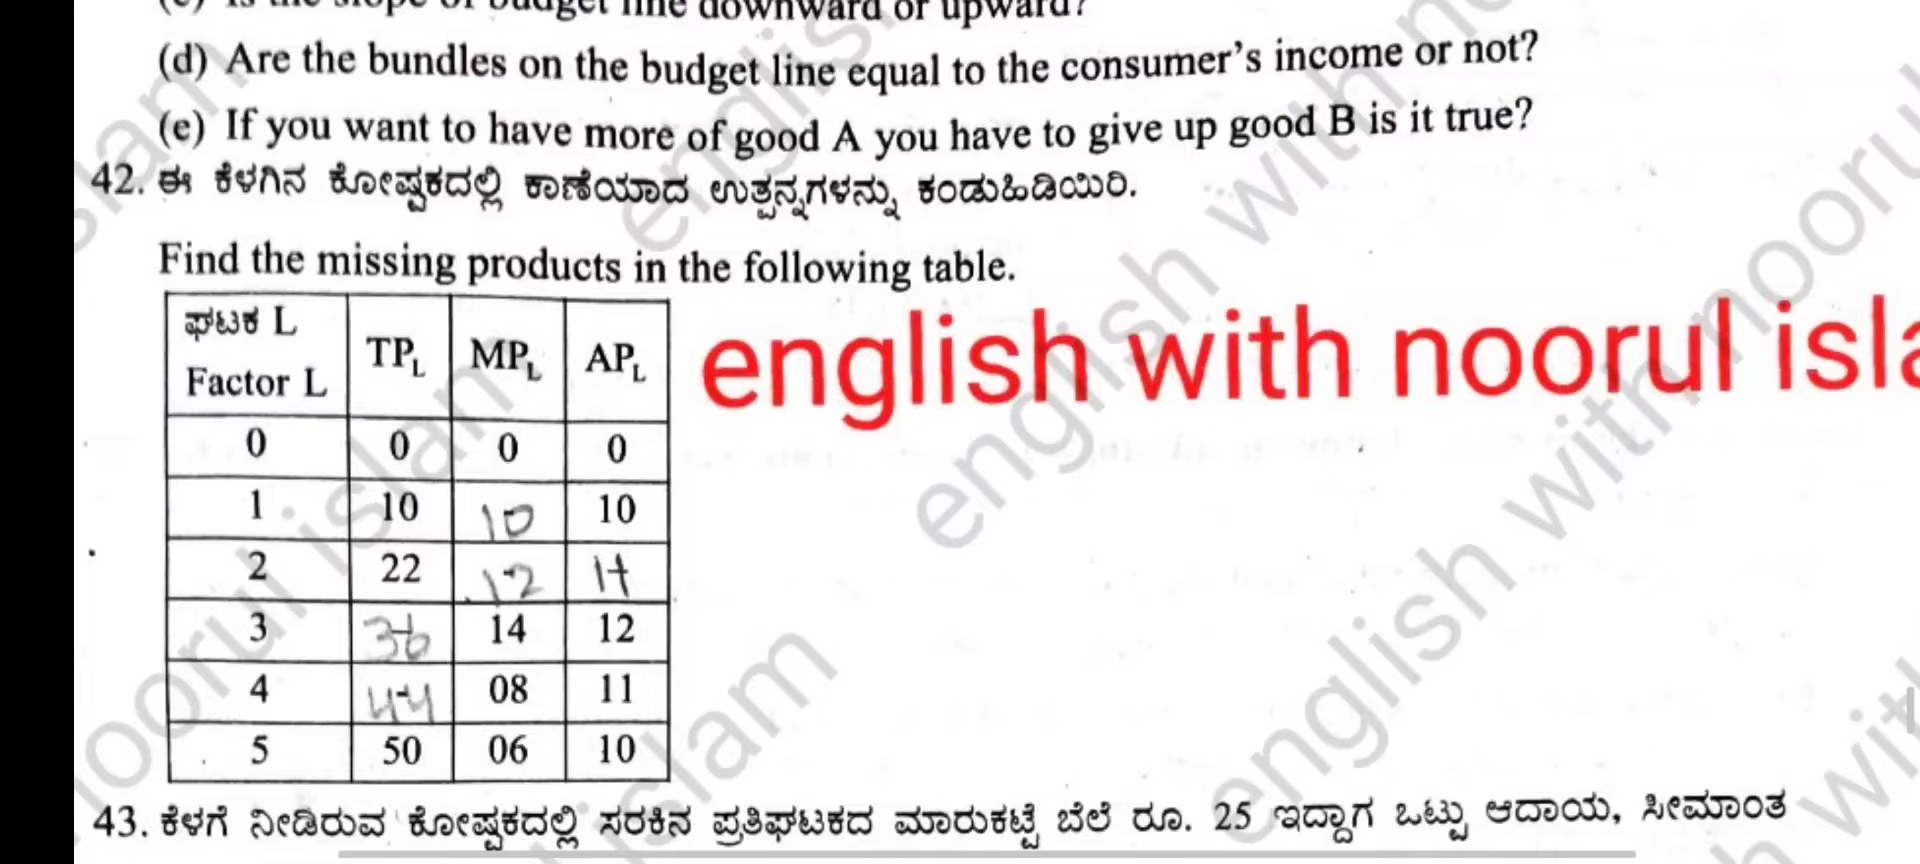 (d) Are the bundles on the budget line equal to the consumer's income or not?
(e) If you want to have more of good A you have to give up good B is it true?
42. ಈ ಕೆಳಗಿನ ಕೋಷ್ಟಕದಲ್ಲಿ ಕಾಣೆಯಾದ ಉತ್ಪನ್ನಗಳನ್ನು ಕಂಡುಹಿಡಿಯಿರಿ.
Find the missing products in the following table.
ಘಟಕ L
Factor L TPL MPL APL
english with noorul isla
0 0 0 0
1 10 10 10
2 22 12 11
3 36 14 12
4 44 08 11
5 50 06 10
43. ಕೆಳಗೆ ನೀಡಿರುವ ಕೋಷ್ಟಕದಲ್ಲಿ ಸರಕಿನ ಪ್ರತಿಘಟಕದ ಮಾರುಕಟ್ಟೆ ಬೆಲೆ ರೂ. 25 ಇದ್ದಾಗ ಒಟ್ಟು ಆದಾಯ, ಸೀಮಾಂತ